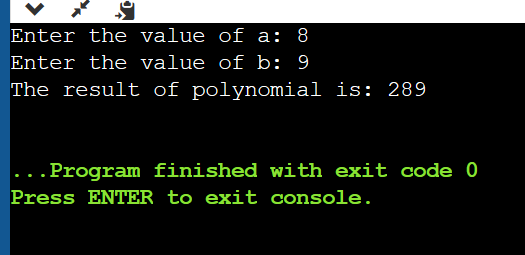 Enter the value of a: 8
Enter the value of b: 9
The result of polynomial is: 289
...Program finished with exit code 0
Press ENTER to exit console.